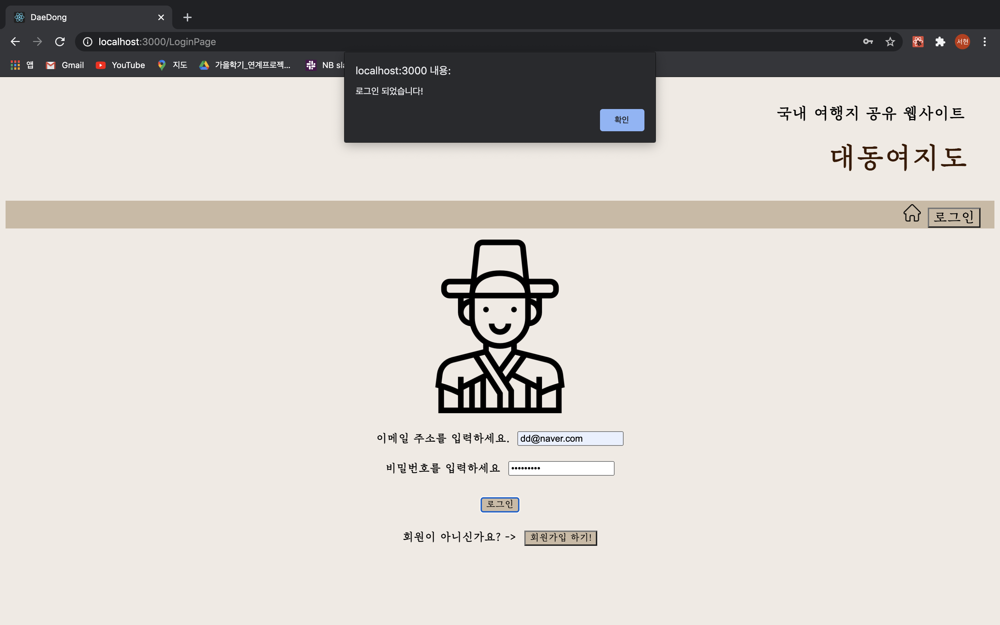 DaeDong
localhost:3000/LoginPage
서현
앱 Gmail YouTube 지도 가을학기_연계프로젝... NB
localhost:3000 내용:
로그인 되었습니다!
확인
국내 여행지 공유 웹사이트
대동여지도
로그인
이메일 주소를 입력하세요. dd@naver.com
비밀번호를 입력하세요 •••••••••
로그인
회원이 아니신가요? -> 회원가입 하기!